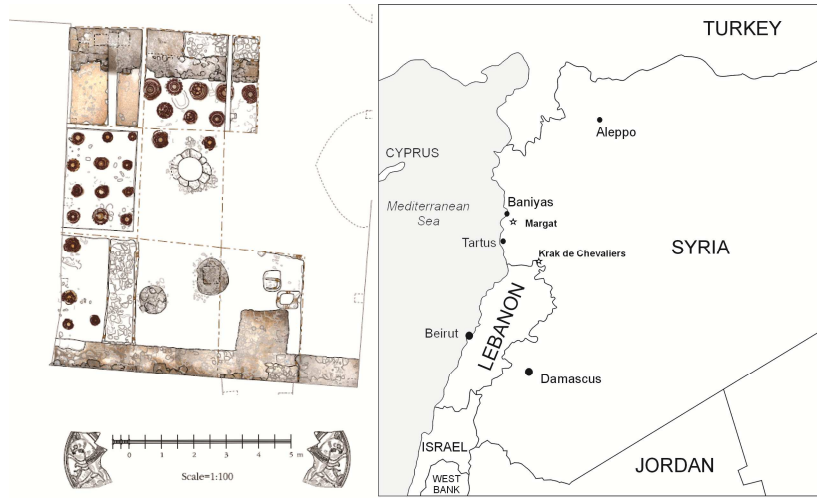 0 1 2 3 4 5 m
Scale=1:100
TURKEY
Aleppo
CYPRUS
Mediterranean
Sea
Baniyas
Margat
Tartus
Krak de Chevaliers
SYRIA
LEBANON
Beirut
Damascus
ISRAEL
WEST
BANK
JORDAN